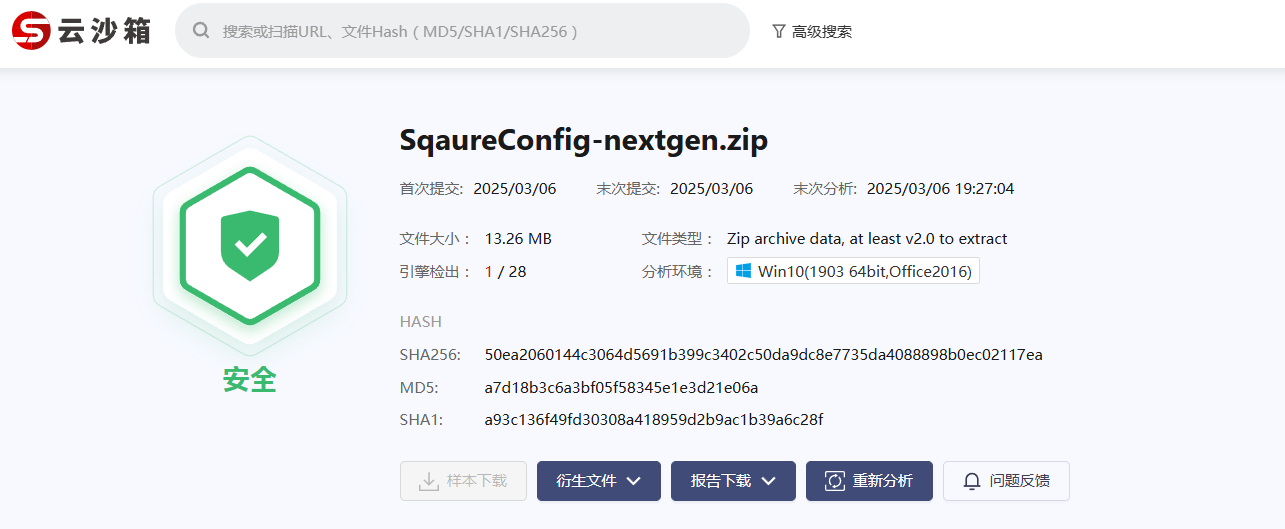 云沙箱 搜索或扫描URL、文件Hash（MD5/SHA1/SHA256） 高级搜索
SqaureConfig-nextgen.zip
首次提交: 2025/03/06 末次提交: 2025/03/06 末次分析: 2025/03/06 19:27:04
文件大小： 13.26 MB 文件类型： Zip archive data, at least v2.0 to extract
引擎检出： 1 / 28 分析环境： Win10(1903 64bit,Office2016)
安全
HASH
SHA256: 50ea2060144c3064d5691b399c3402c50da9dc8e7735da4088898b0ec02117ea
MD5: a7d18b3c6a3bf05f58345e1e3d21e06a
SHA1: a93c136f49fd30308a418959d2b9ac1b39a6c28f
样本下载 衍生文件 报告下载 重新分析 问题反馈